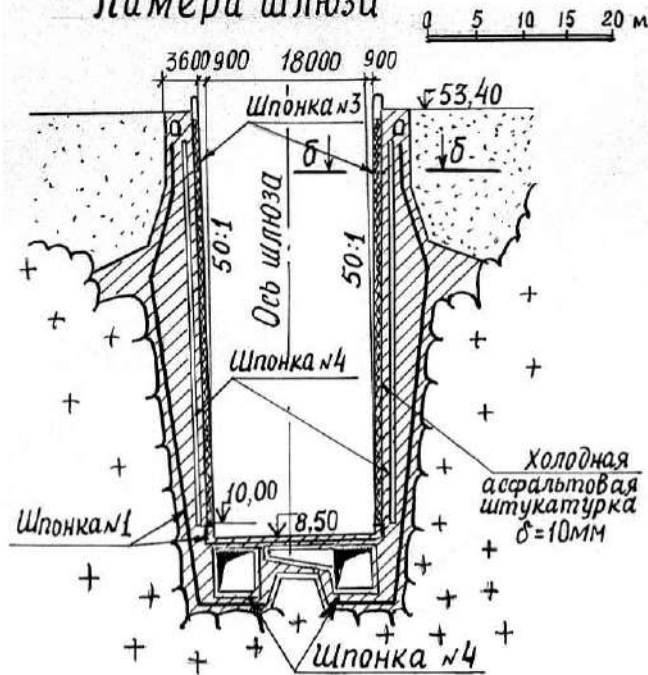 Камера шлюза
0 5 10 15 20 м
3600 900 18000 900
Шпонка №3
53,40
б б
Ось шлюза
50:1 50:1
Шпонка №4
10,00
8,50
Шпонка №1
Холодная
асфальтовая
штукатурка
δ=10мм
Шпонка №4